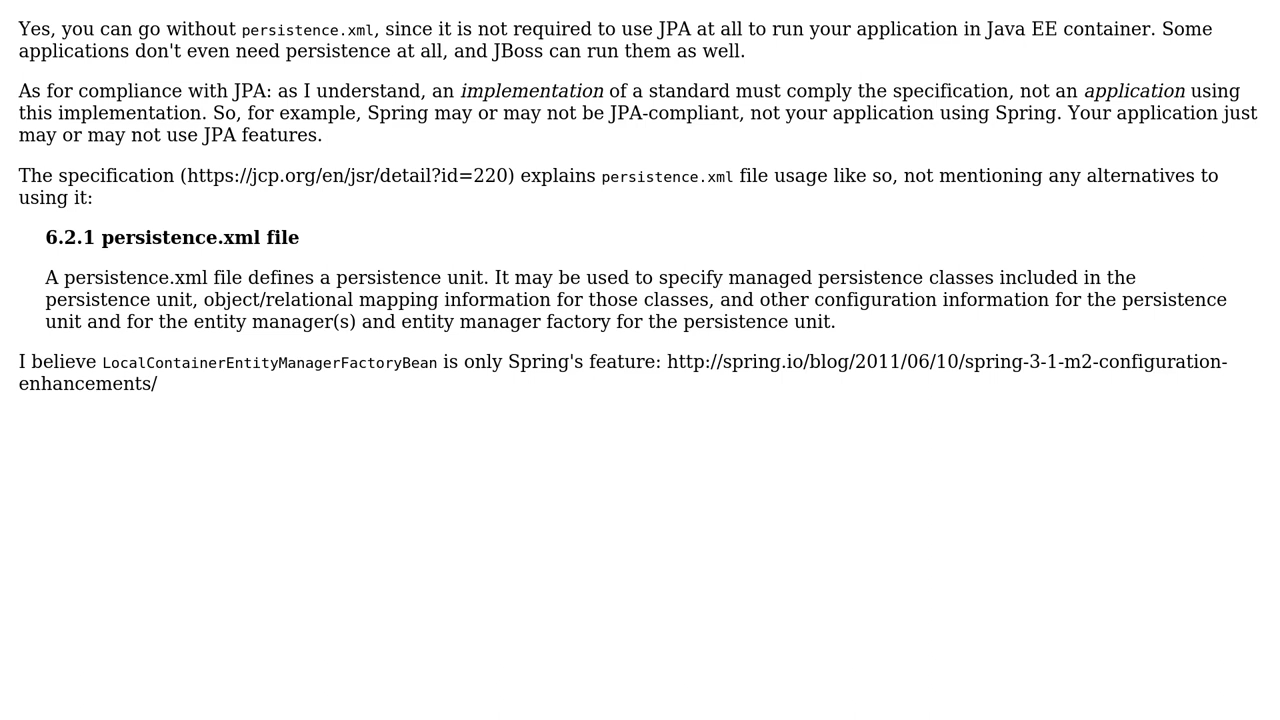 Yes, you can go without persistence.xml, since it is not required to use JPA at all to run your application in Java EE container. Some
applications don't even need persistence at all, and JBoss can run them as well.
As for compliance with JPA: as I understand, an implementation of a standard must comply the specification, not an application using
this implementation. So, for example, Spring may or may not be JPA-compliant, not your application using Spring. Your application just
may or may not use JPA features.
The specification (https://jcp.org/en/jsr/detail?id=220) explains persistence.xml file usage like so, not mentioning any alternatives to
using it:
6.2.1 persistence.xml file
A persistence.xml file defines a persistence unit. It may be used to specify managed persistence classes included in the
persistence unit, object/relational mapping information for those classes, and other configuration information for the persistence
unit and for the entity manager(s) and entity manager factory for the persistence unit.
I believe LocalContainerEntityManagerFactoryBean is only Spring's feature: http://spring.io/blog/2011/06/10/spring-3-1-m2-configuration-
enhancements/